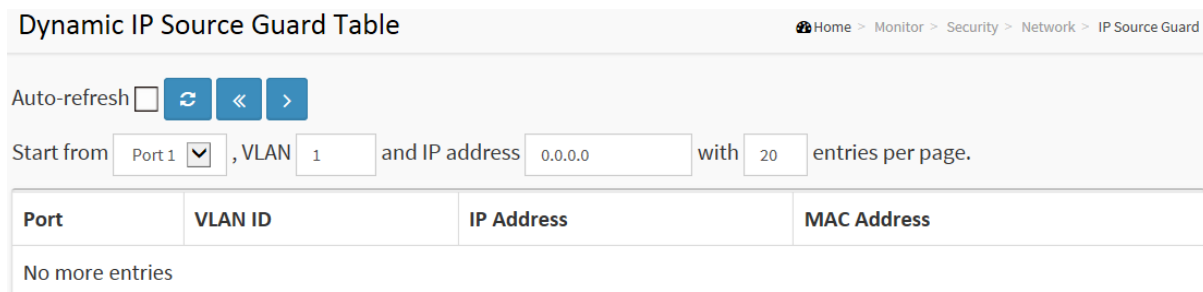 Dynamic IP Source Guard Table
Home > Monitor > Security > Network > IP Source Guard
Auto-refresh
Start from Port 1 , VLAN 1 and IP address 0.0.0.0 with 20 entries per page.
Port VLAN ID IP Address MAC Address
No more entries